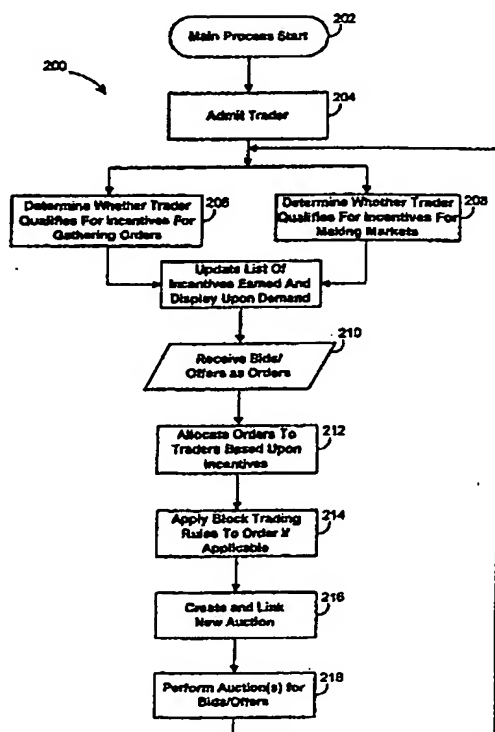 202
Main Process Start
200
204
Admit Trader
206
Determine Whether Trader
Qualifies For Incentives For
Gathering Orders
208
Determine Whether Trader
Qualifies For Incentives For
Making Markets
Update List Of
Incentives Earned And
Display Upon Demand
210
Receive Bids/
Offers as Orders
212
Allocate Orders To
Traders Based Upon
Incentives
214
Apply Block Trading
Rules To Order If
Applicable
216
Create and Link
New Auction
218
Perform Auction(s) for
Bids/Offers